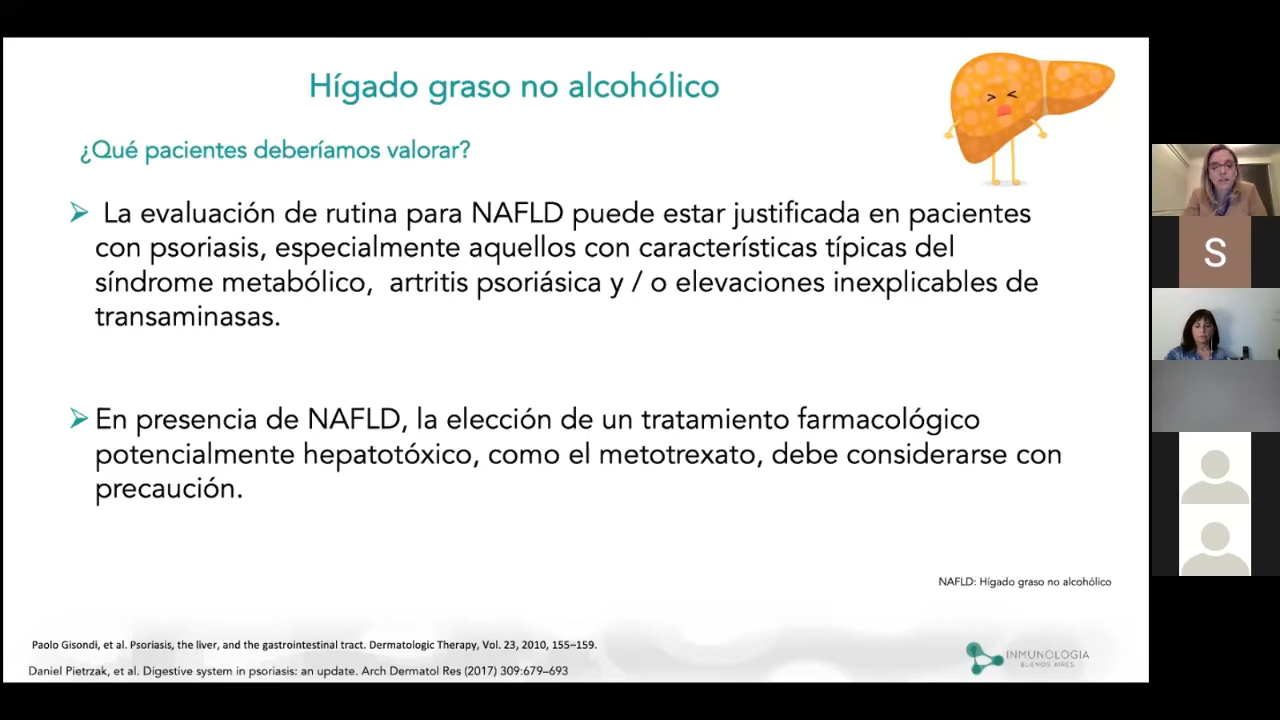 Hígado graso no alcohólico
¿Qué pacientes deberíamos valorar?
➢ La evaluación de rutina para NAFLD puede estar justificada en pacientes
con psoriasis, especialmente aquellos con características típicas del
síndrome metabólico, artritis psoriásica y / o elevaciones inexplicables de
transaminasas.
➢ En presencia de NAFLD, la elección de un tratamiento farmacológico
potencialmente hepatotóxico, como el metotrexato, debe considerarse con
precaución.
NAFLD: Hígado graso no alcohólico
Paolo Gisondi, et al. Psoriasis, the liver, and the gastrointestinal tract. Dermatologic Therapy, Vol. 23, 2010, 155–159.
Daniel Pietrzak, et al. Digestive system in psoriasis: an update. Arch Dermatol Res (2017) 309:679–693
INMUNOLOGIA
BUENOS AIRES
S